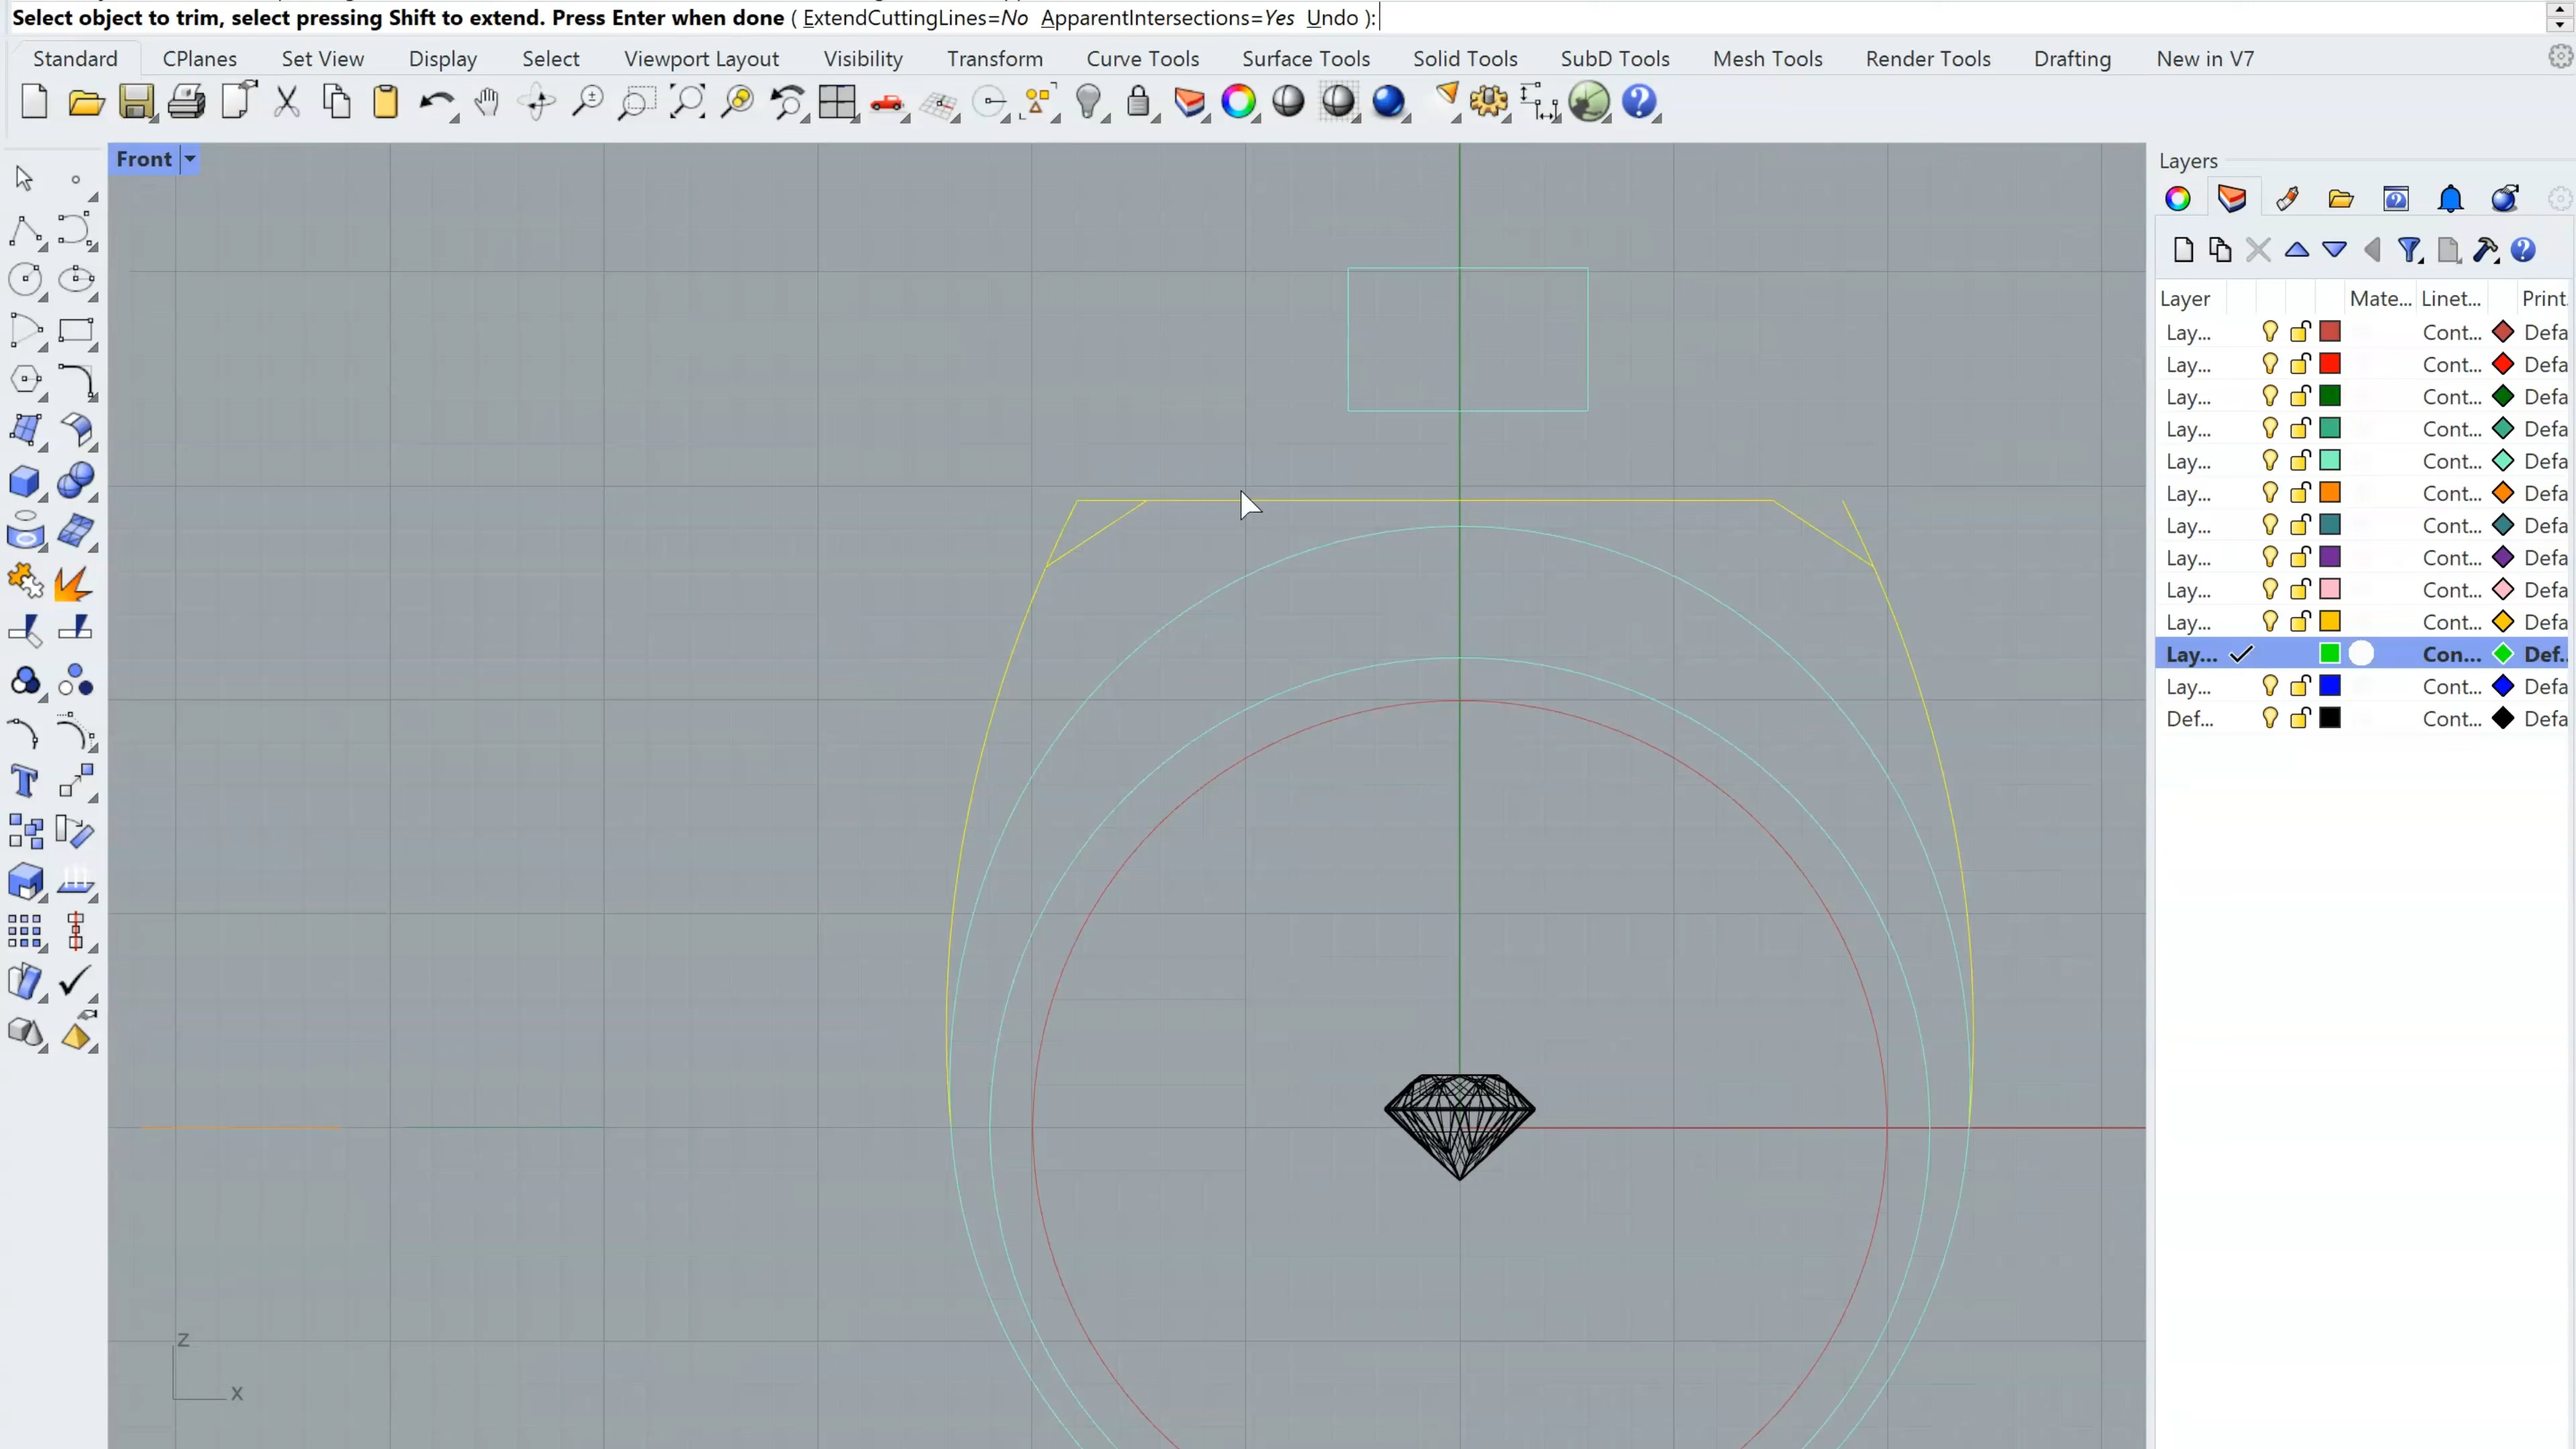 Select object to trim, select pressing Shift to extend. Press Enter when done ( ExtendCuttingLines=No ApparentIntersections=Yes Undo ):
Standard CPlanes Set View Display Select Viewport Layout Visibility Transform Curve Tools Surface Tools Solid Tools SubD Tools Mesh Tools Render Tools Drafting New in V7
Front
Layers
Layer Mate... Linet... Print
Lay... Cont... Defa
Lay... Cont... Defa
Lay... Cont... Defa
Lay... Cont... Defa
Lay... Cont... Defa
Lay... Cont... Defa
Lay... Cont... Defa
Lay... Cont... Defa
Lay... Cont... Defa
Lay... Cont... Defa
Lay... Con... Def..
Lay... Cont... Defa
Def... Cont... Defa
z
x